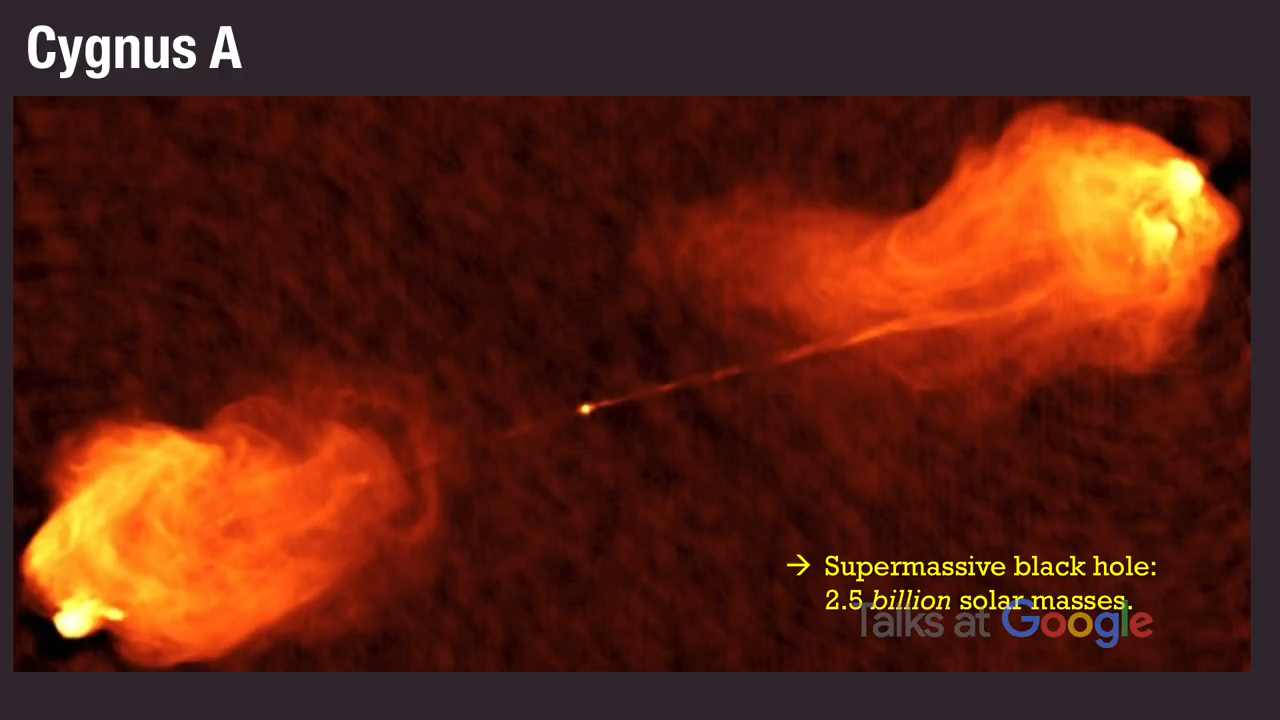 Cygnus A
→ Supermassive black hole:
2.5 billion solar masses.
Talks at Google